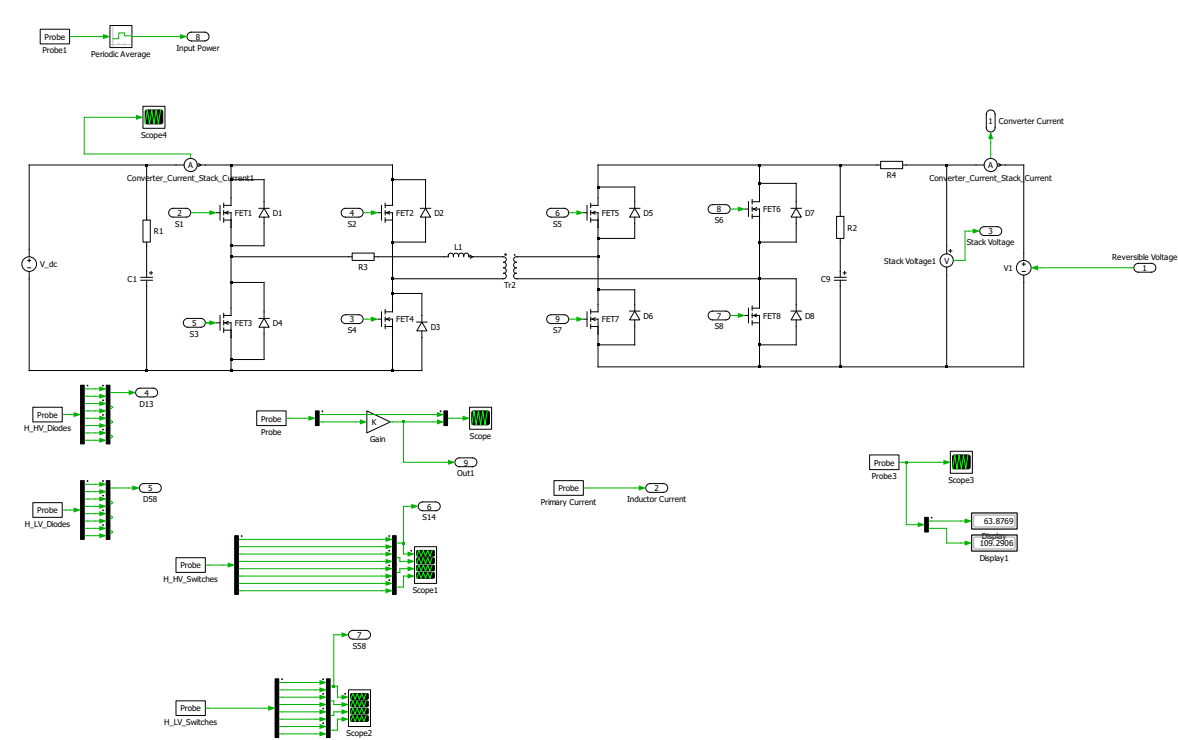 Probe
Probe1
Periodic Average
8
Input Power
Scope4
1
Converter Current
A
Converter_Current_Stack_Current1
A
Converter_Current_Stack_Current
R4
2
S1
FET1
D1
4
S2
FET2
D2
6
S5
FET5
D5
8
S6
FET6
D7
R1
R2
3
Stack Voltage
V_dc
C1
R3
L1
Tr2
C9
Stack Voltage1
V
V1
Reversible Voltage
1
5
S3
FET3
D4
3
S4
FET4
D3
9
S7
FET7
D6
7
S8
FET8
D8
Probe
H_HV_Diodes
4
D13
Probe
Probe
K
Gain
Scope
9
Out1
Probe
H_LV_Diodes
5
D58
Probe
Primary Current
2
Inductor Current
Probe
Probe3
Scope3
63.8769
Display
109.2906
Display1
6
S14
Probe
H_HV_Switches
Scope1
7
S58
Probe
H_LV_Switches
Scope2